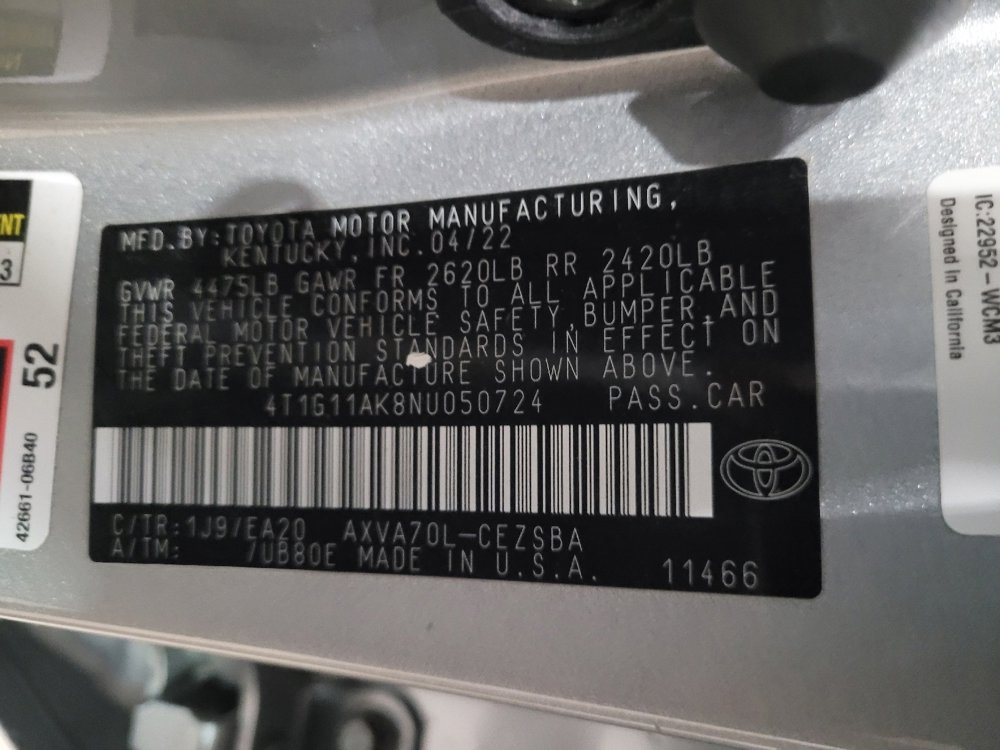 MFD.BY:TOYOTA MOTOR MANUFACTURING,
KENTUCKY,INC.04/22
GVWR 4475LB GAWR FR 2620LB RR 2420LB
THIS VEHICLE CONFORMS TO ALL APPLICABLE
FEDERAL MOTOR VEHICLE SAFETY,BUMPER,AND
THEFT PREVENTION STANDARDS IN EFFECT ON
THE DATE OF MANUFACTURE SHOWN ABOVE.
4T1G11AK8NU050724 PASS.CAR
C/TR:1J9/EA20 AXVA70L-CEZSBA
A/TM: /UB80E MADE IN U.S.A. 11466
NT
3
52
42661-06B40
IC:22952-WCM3
Designed in California